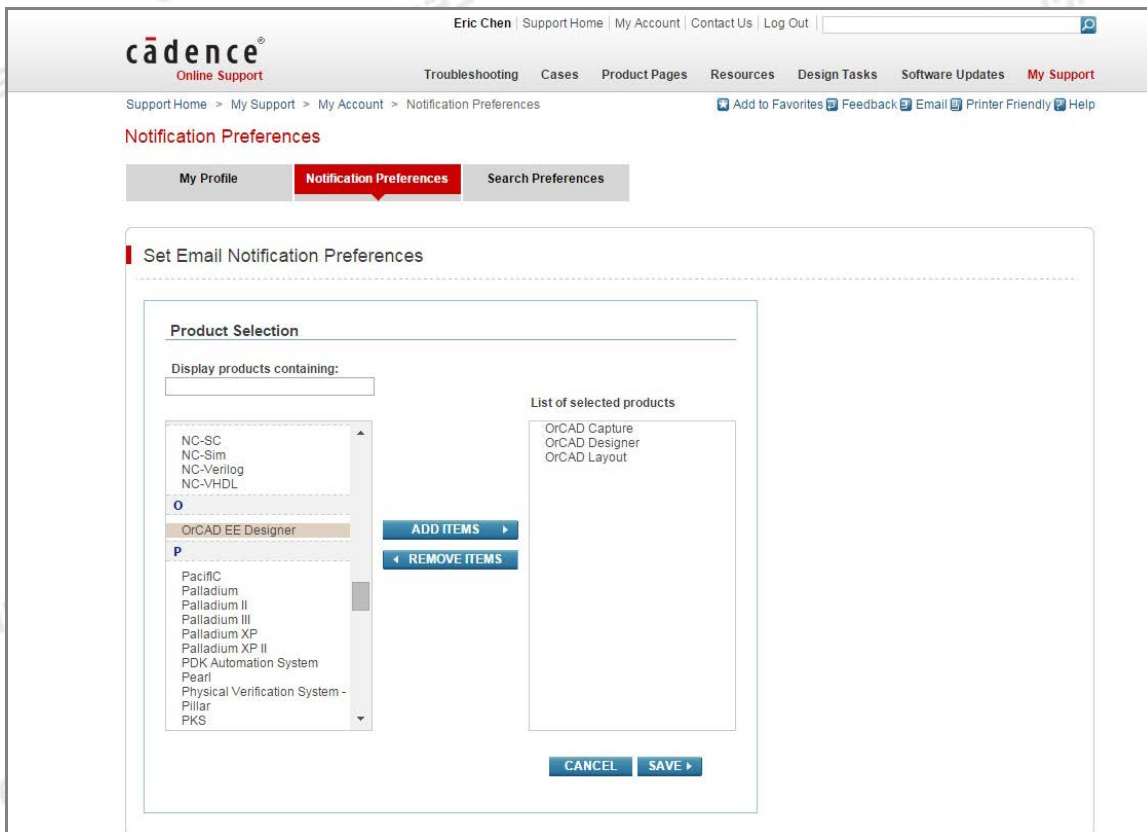 Eric Chen | Support Home | My Account | Contact Us | Log Out |
cādence®
Online Support
Troubleshooting Cases Product Pages Resources Design Tasks Software Updates My Support
Support Home > My Support > My Account > Notification Preferences
Add to Favorites Feedback Email Printer Friendly Help
Notification Preferences
My Profile Notification Preferences Search Preferences
Set Email Notification Preferences
Product Selection
Display products containing:
NC-SC
NC-Sim
NC-Verilog
NC-VHDL
O
OrCAD EE Designer
P
PacifIC
Palladium
Palladium II
Palladium III
Palladium XP
Palladium XP II
PDK Automation System
Pearl
Physical Verification System -
Pillar
PKS
ADD ITEMS
REMOVE ITEMS
List of selected products
OrCAD Capture
OrCAD Designer
OrCAD Layout
CANCEL SAVE